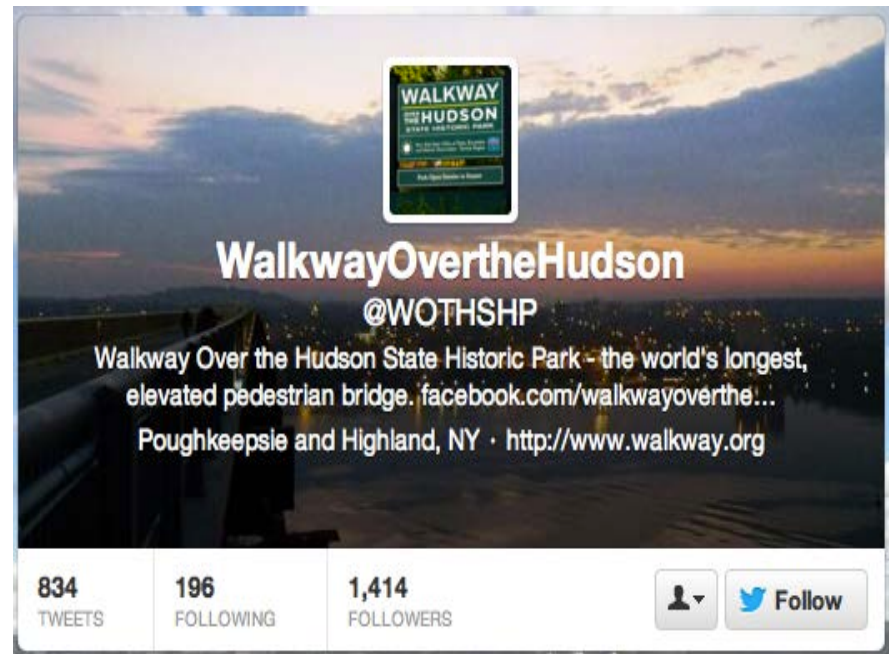 WALKWAY
OVER THE HUDSON
STATE HISTORIC PARK
WalkwayOvertheHudson
@WOTHSHP
Walkway Over the Hudson State Historic Park - the world's longest,
elevated pedestrian bridge. facebook.com/walkwayoverthe...
Poughkeepsie and Highland, NY · http://www.walkway.org
834
TWEETS
196
FOLLOWING
1,414
FOLLOWERS
Follow